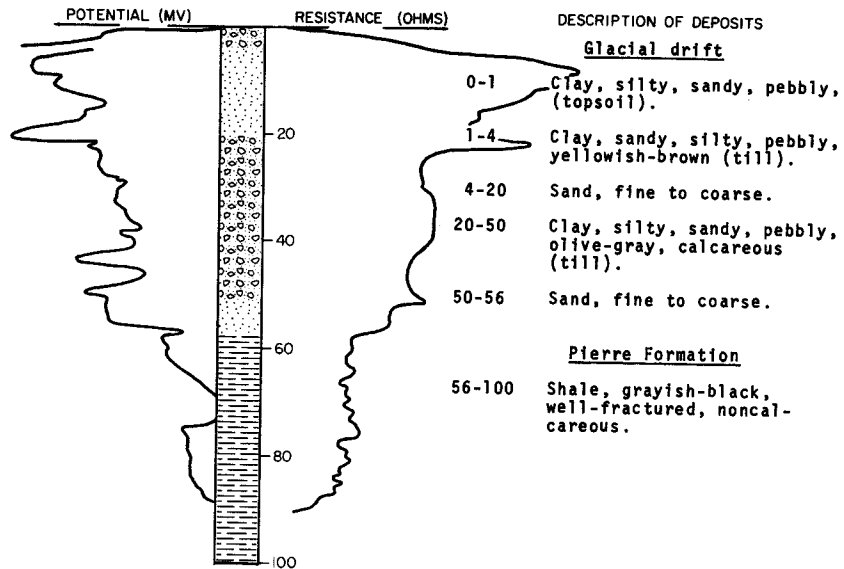 POTENTIAL (MV) RESISTANCE (OHMS) DESCRIPTION OF DEPOSITS
Glacial drift
0-1 Clay, silty, sandy, pebbly,
(topsoil).
20
1-4 Clay, sandy, silty, pebbly,
yellowish-brown (till).
4-20 Sand, fine to coarse.
20-50 Clay, silty, sandy, pebbly,
40 olive-gray, calcareous
(till).
50-56 Sand, fine to coarse.
60
Pierre Formation
56-100 Shale, grayish-black,
well-fractured, noncal-
careous.
80
100